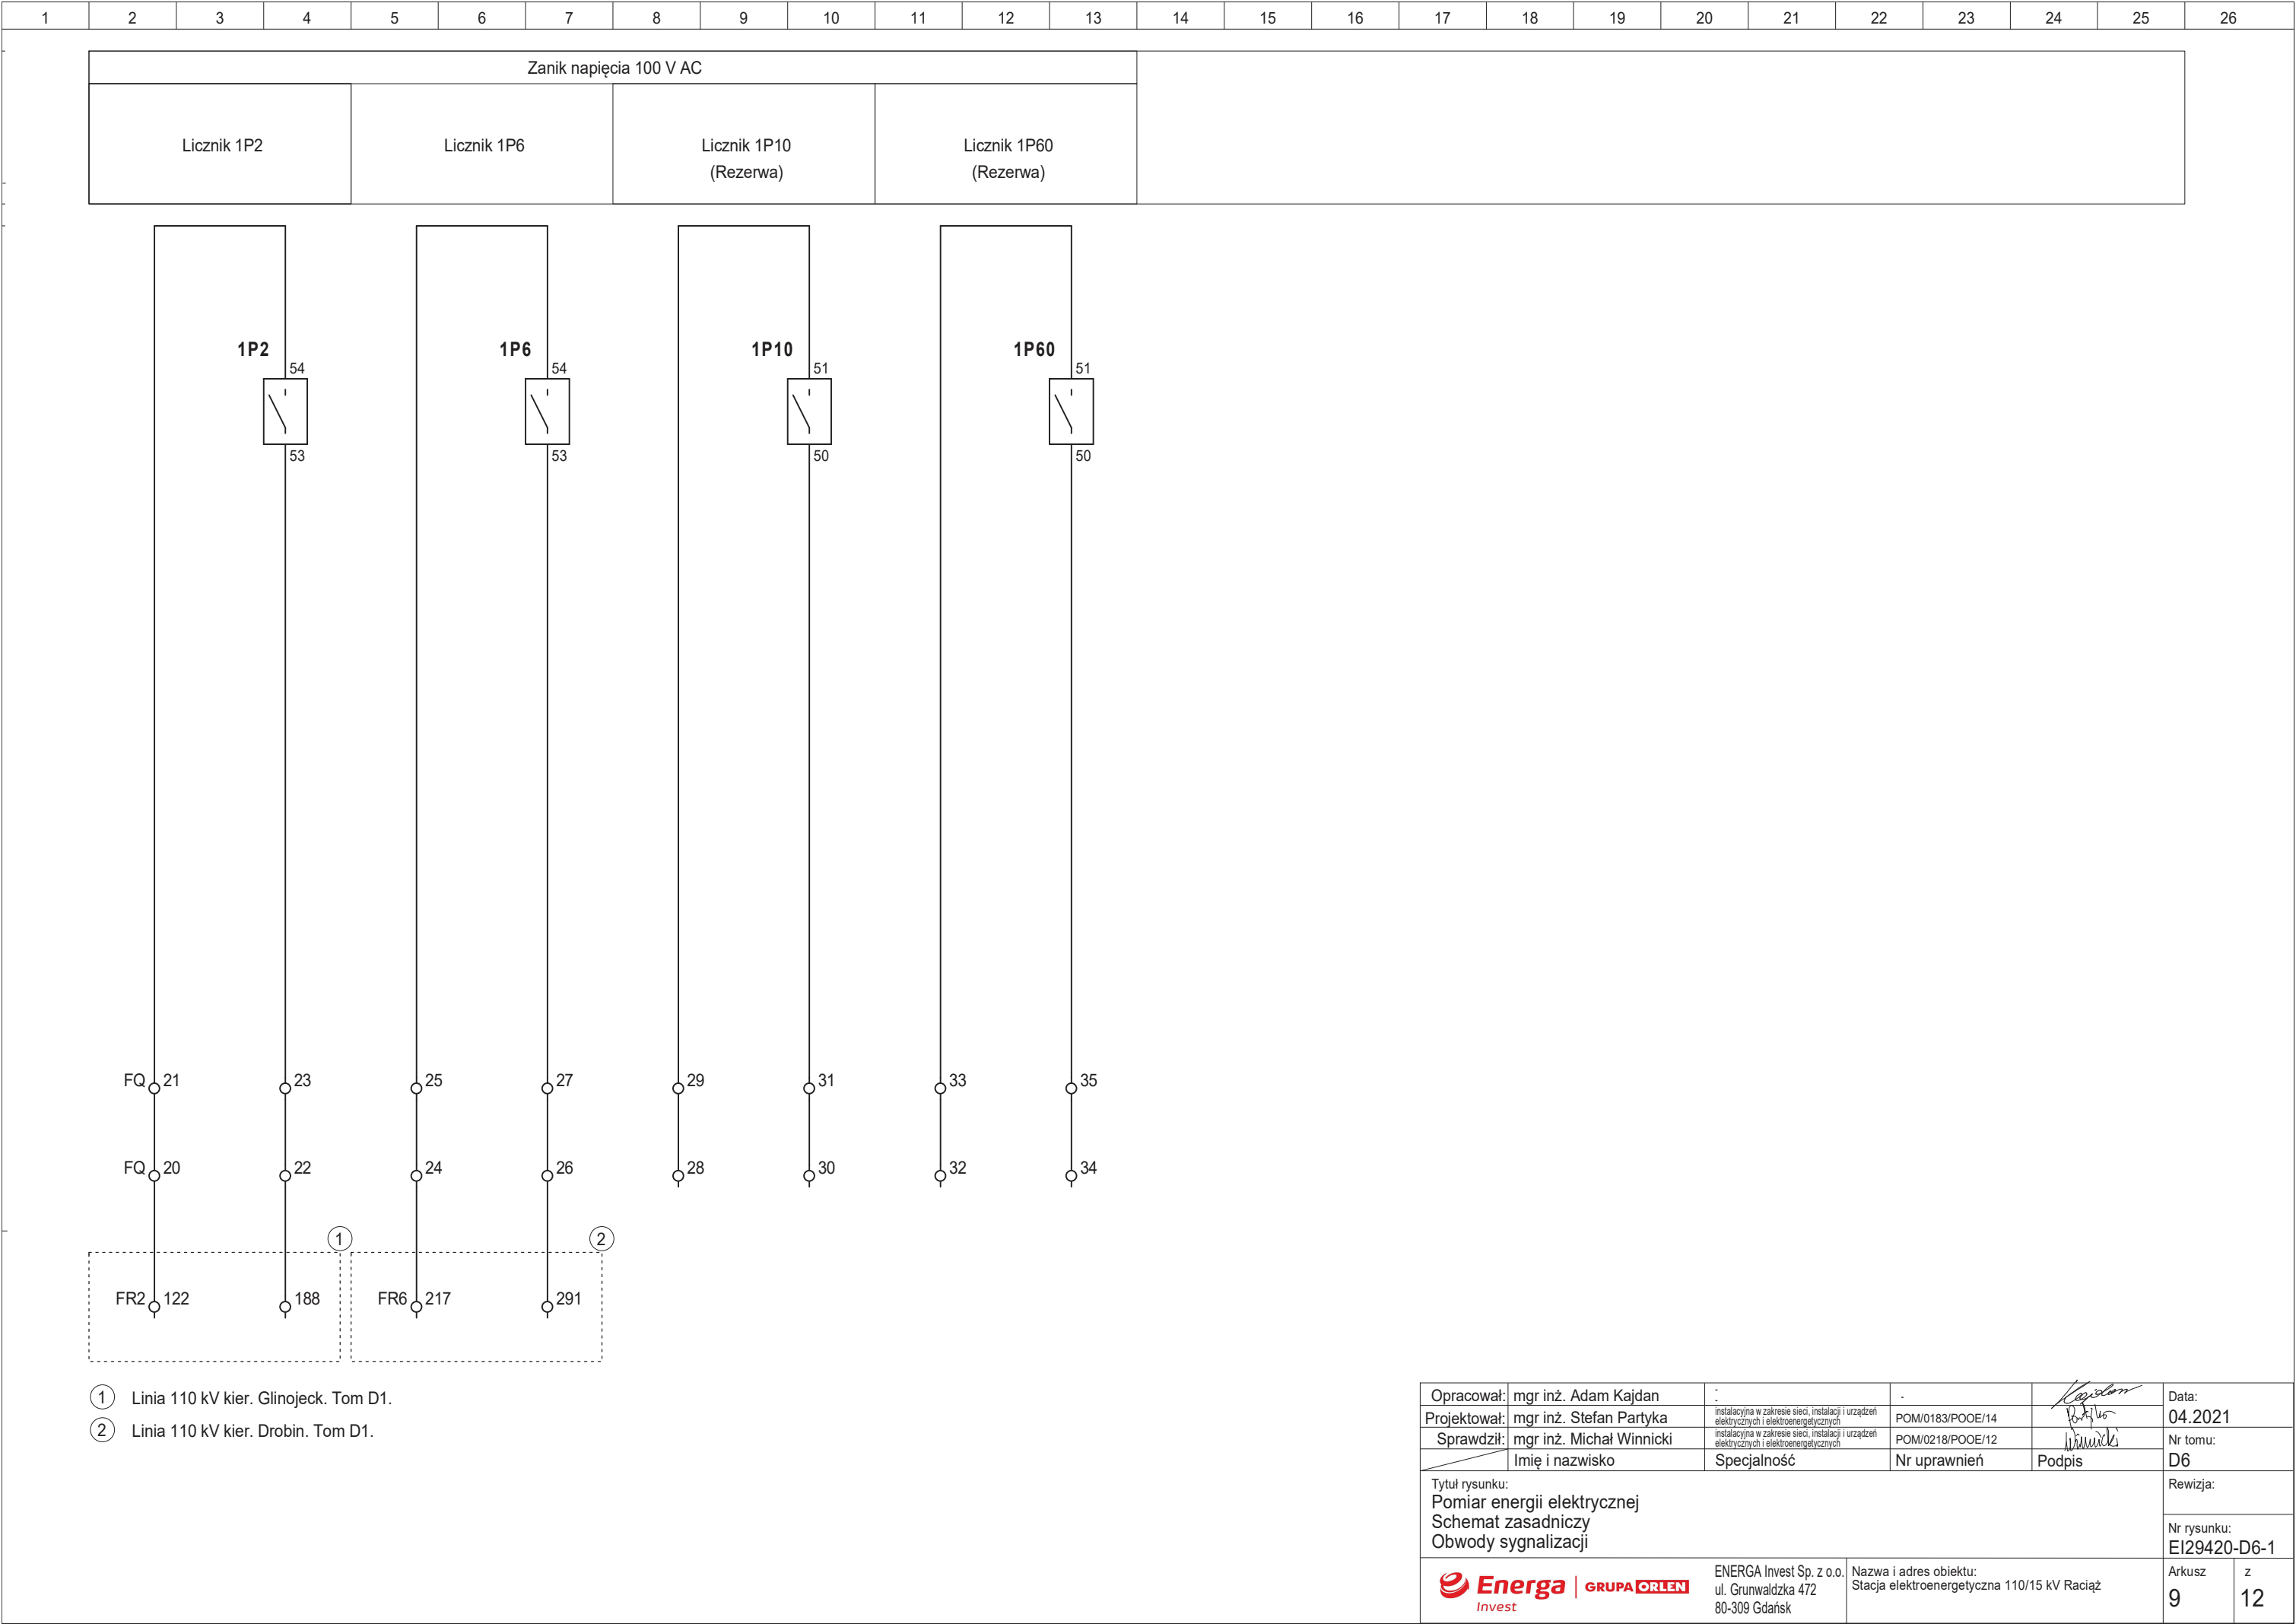 1 2 3 4 5 6 7 8 9 10 11 12 13 14 15 16 17 18 19 20 21 22 23 24 25 26
Zanik napięcia 100 V AC
Licznik 1P2
Licznik 1P6
Licznik 1P10
(Rezerwa)
Licznik 1P60
(Rezerwa)
1P2 54
1P6 54
1P10 51
1P60 51
53
53
50
50
FQ 21 23 25 27 29 31 33 35
FQ 20 22 24 26 28 30 32 34
1 2
FR2 122 188 FR6 217 291
1 Linia 110 kV kier. Glinojeck. Tom D1.
2 Linia 110 kV kier. Drobin. Tom D1.
Opracował: mgr inż. Adam Kajdan - - - Kajdan
Projektował: mgr inż. Stefan Partyka instalacyjna w zakresie sieci, instalacji i urządzeń
elektrycznych i elektroenergetycznych POM/0183/POOE/14
Sprawdził: mgr inż. Michał Winnicki instalacyjna w zakresie sieci, instalacji i urządzeń
elektrycznych i elektroenergetycznych POM/0218/POOE/12 Winnicki
Imię i nazwisko Specjalność Nr uprawnień Podpis
Data:
04.2021
Nr tomu:
D6
Tytuł rysunku:
Pomiar energii elektrycznej
Schemat zasadniczy
Obwody sygnalizacji
Rewizja:
Nr rysunku:
EI29420-D6-1
Energa
Invest
GRUPA ORLEN
ENERGA Invest Sp. z o.o.
ul. Grunwaldzka 472
80-309 Gdańsk
Nazwa i adres obiektu:
Stacja elektroenergetyczna 110/15 kV Raciąż
Arkusz z
9 12